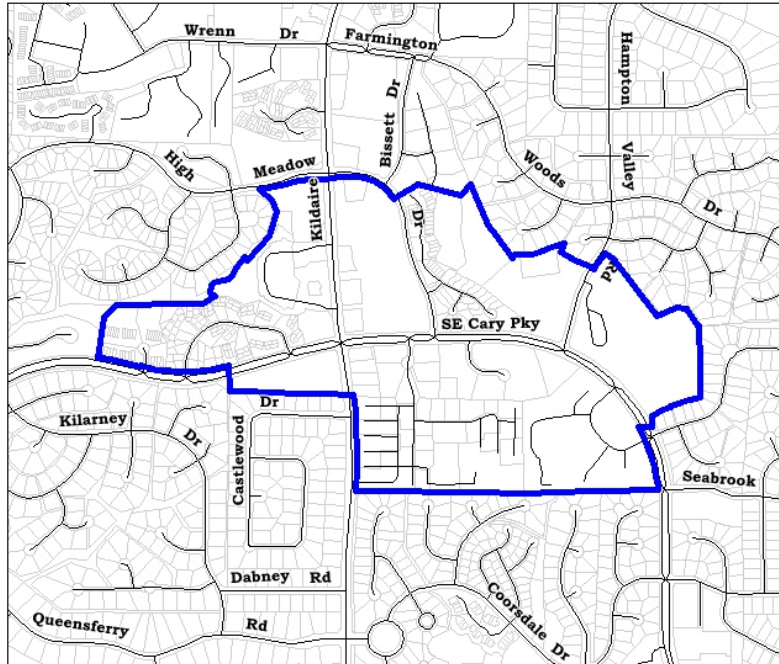 Wrenn Dr
Farmington
Hampton
Bissett Dr
High
Meadow
Woods
Valley
Dr
Kildaire
Dr
Rd
SE Cary Pky
Kilarney
Dr
Dr
Castlewood
Seabrook
Dabney Rd
Coorsdale Dr
Queensferry
Rd